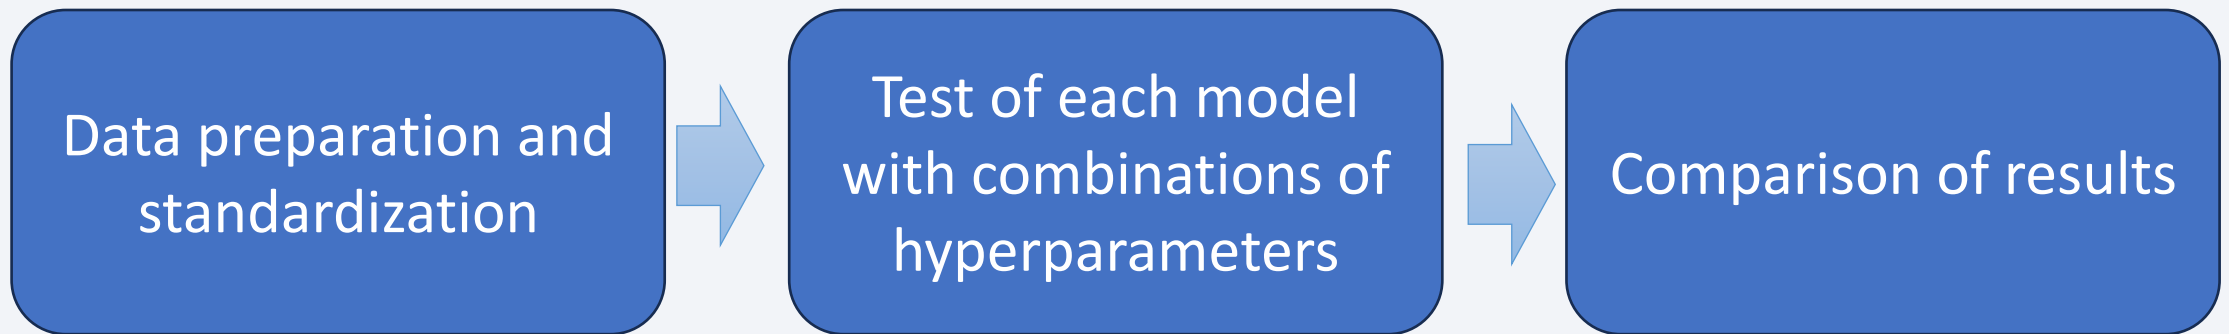 Data preparation and
standardization
Test of each model
with combinations of
hyperparameters
Comparison of results